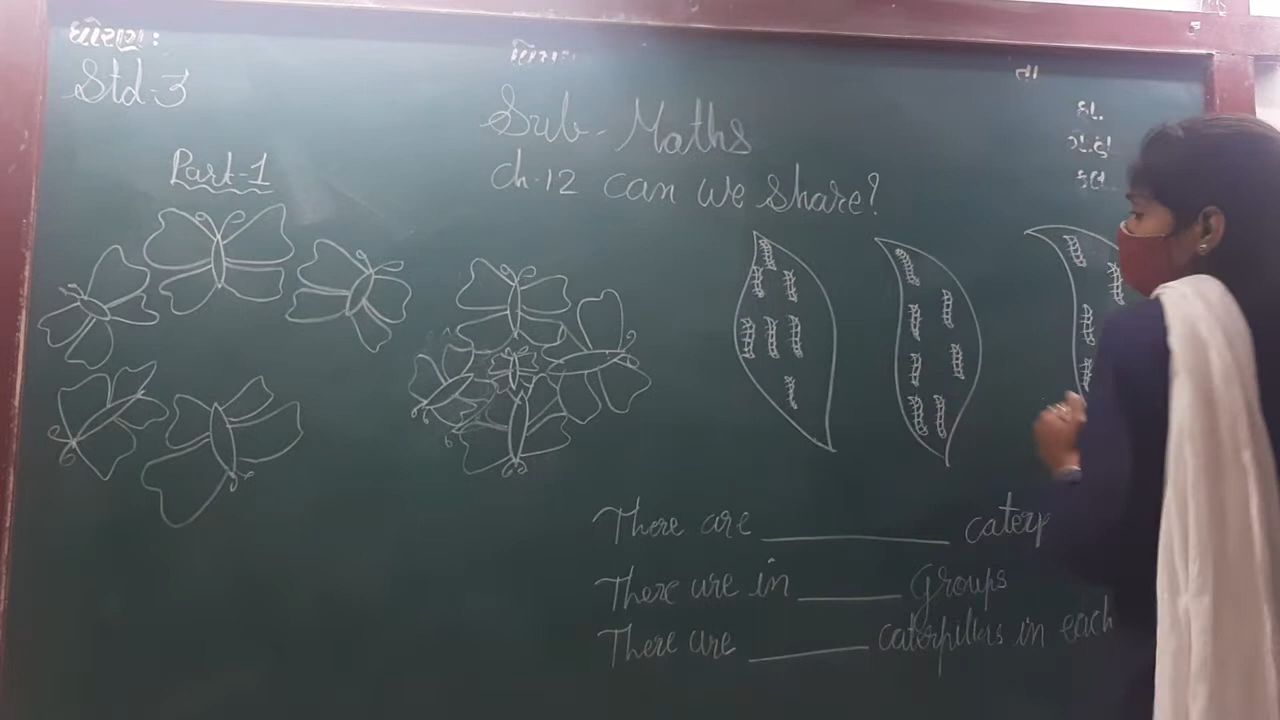 ધોરણ :
Std-3
Sub- Maths
Ch-12 Can we Share?
Part-1
તા
There are ________ caterp
There are in _____ Groups
There are ______ caterpillars in each